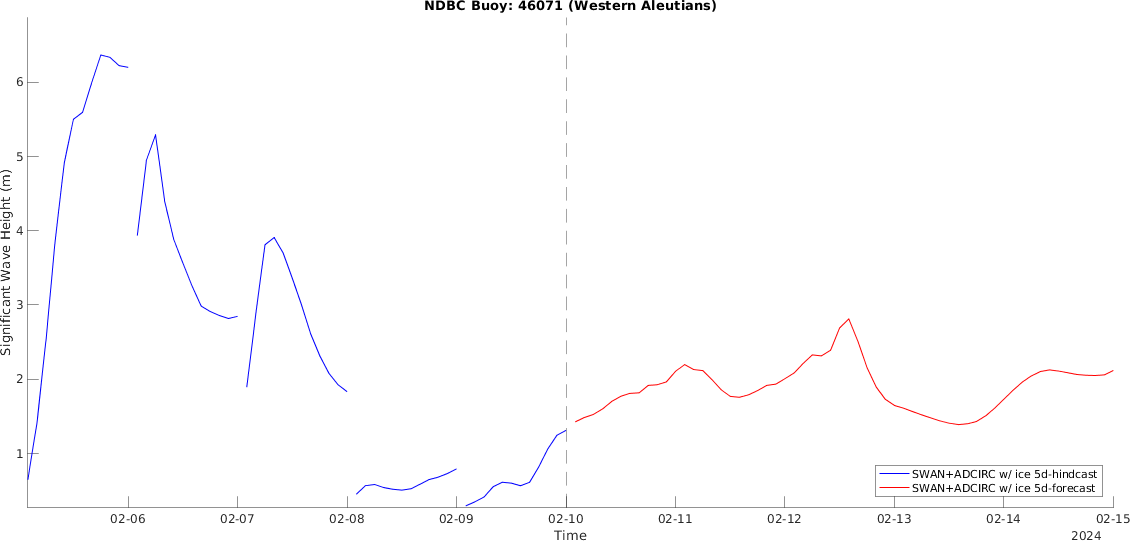 NDBC Buoy: 46071 (Western Aleutians)
6
5
4
3
2
1
Significant Wave Height (m)
SWAN+ADCIRC w/ ice 5d-hindcast
SWAN+ADCIRC w/ ice 5d-forecast
02-06 02-07 02-08 02-09 02-10 02-11 02-12 02-13 02-14 02-15
Time
2024